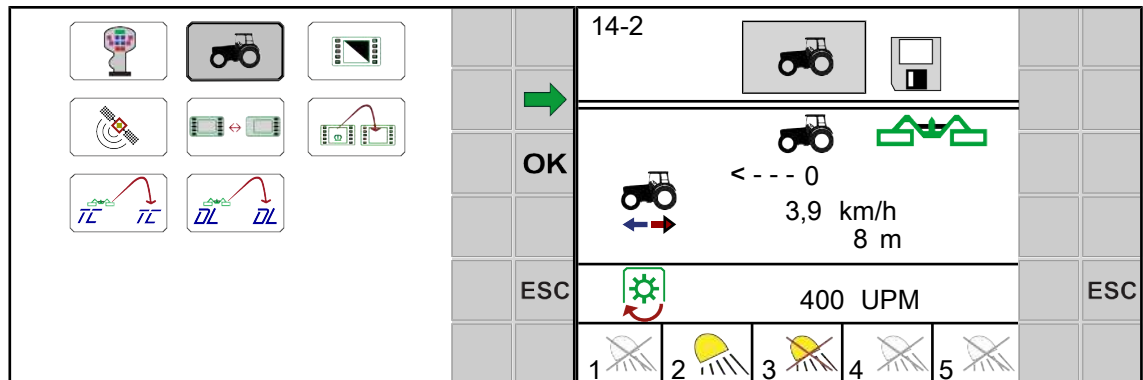 OK
TC TC DL DL
ESC
14-2
< - - - 0
3,9 km/h
8 m
400 UPM
ESC
1 2 3 4 5